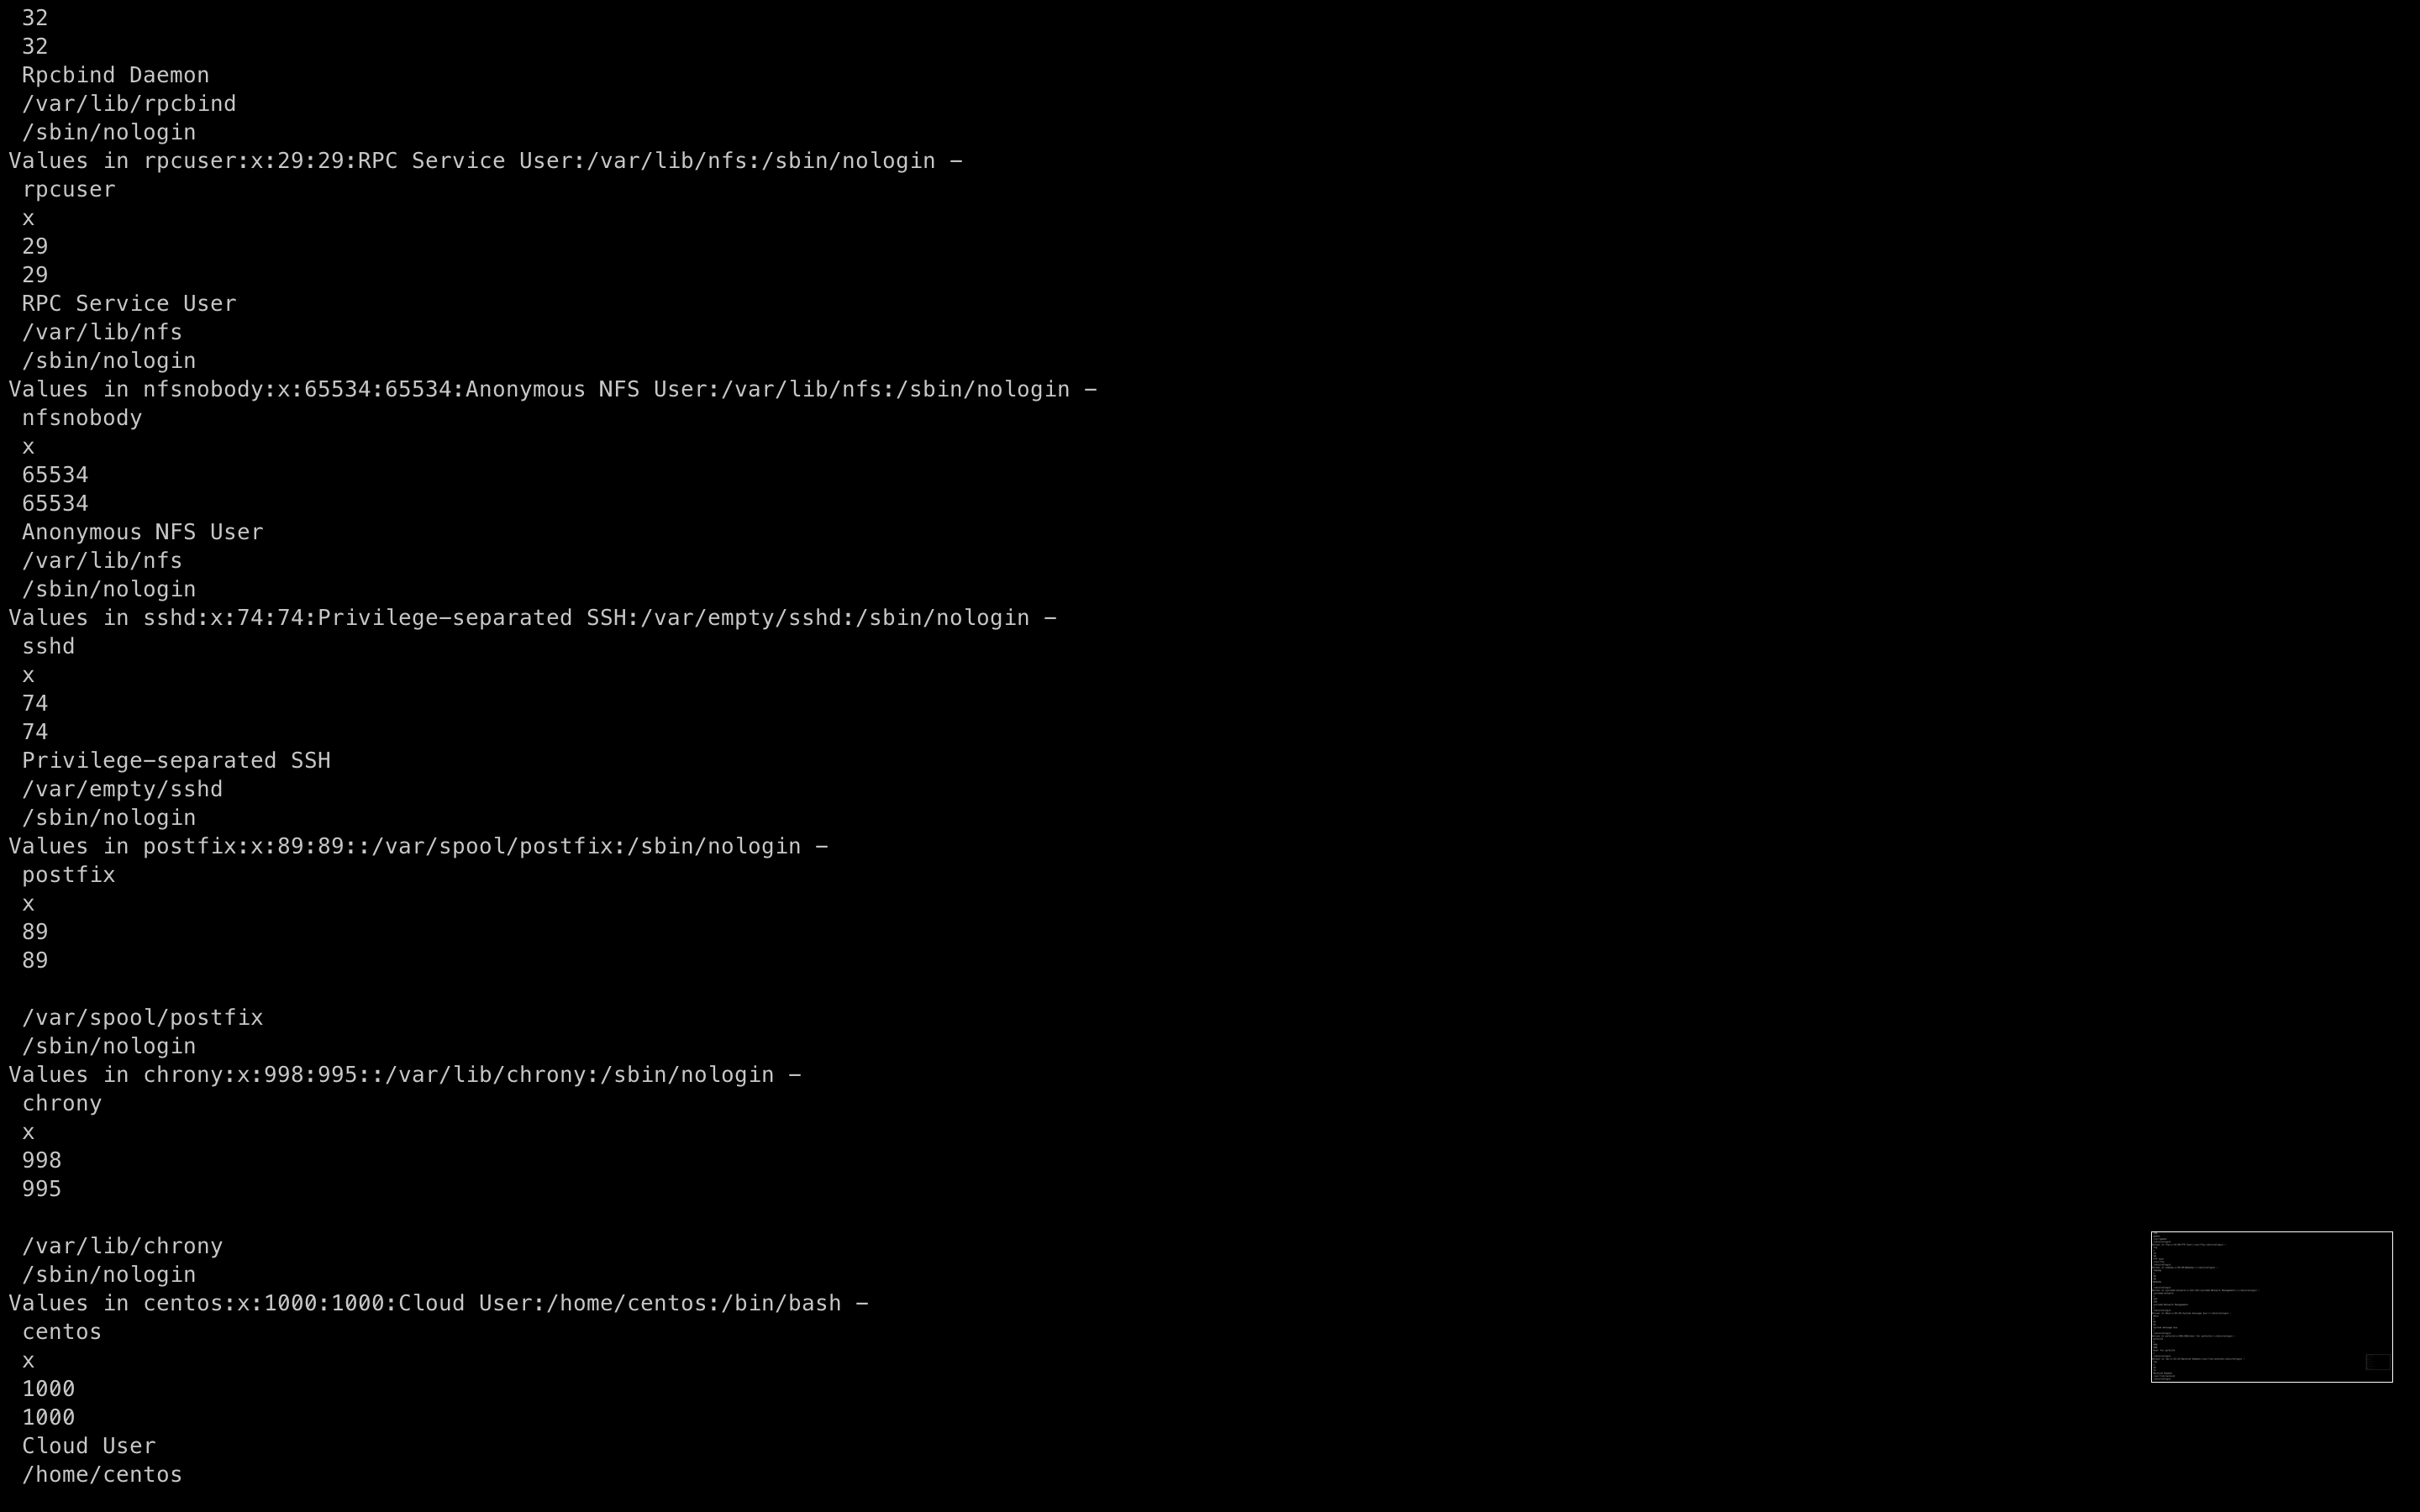 32
32
Rpcbind Daemon
/var/lib/rpcbind
/sbin/nologin
Values in rpcuser:x:29:29:RPC Service User:/var/lib/nfs:/sbin/nologin -
rpcuser
x
29
29
RPC Service User
/var/lib/nfs
/sbin/nologin
Values in nfsnobody:x:65534:65534:Anonymous NFS User:/var/lib/nfs:/sbin/nologin -
nfsnobody
x
65534
65534
Anonymous NFS User
/var/lib/nfs
/sbin/nologin
Values in sshd:x:74:74:Privilege-separated SSH:/var/empty/sshd:/sbin/nologin -
sshd
x
74
74
Privilege-separated SSH
/var/empty/sshd
/sbin/nologin
Values in postfix:x:89:89::/var/spool/postfix:/sbin/nologin -
postfix
x
89
89

/var/spool/postfix
/sbin/nologin
Values in chrony:x:998:995::/var/lib/chrony:/sbin/nologin -
chrony
x
998
995

/var/lib/chrony
/sbin/nologin
Values in centos:x:1000:1000:Cloud User:/home/centos:/bin/bash -
centos
x
1000
1000
Cloud User
/home/centos